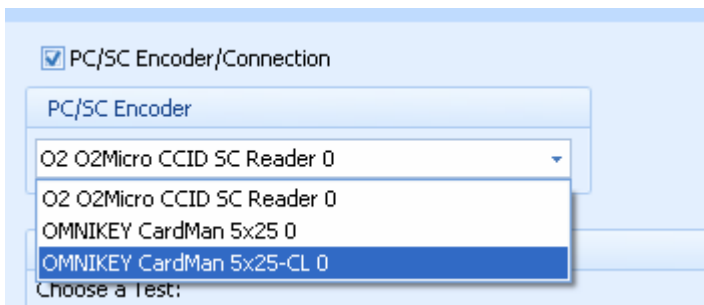 PC/SC Encoder/Connection
PC/SC Encoder
O2 O2Micro CCID SC Reader 0
O2 O2Micro CCID SC Reader 0
OMNIKEY CardMan 5x25 0
OMNIKEY CardMan 5x25-CL 0
Choose a Test: